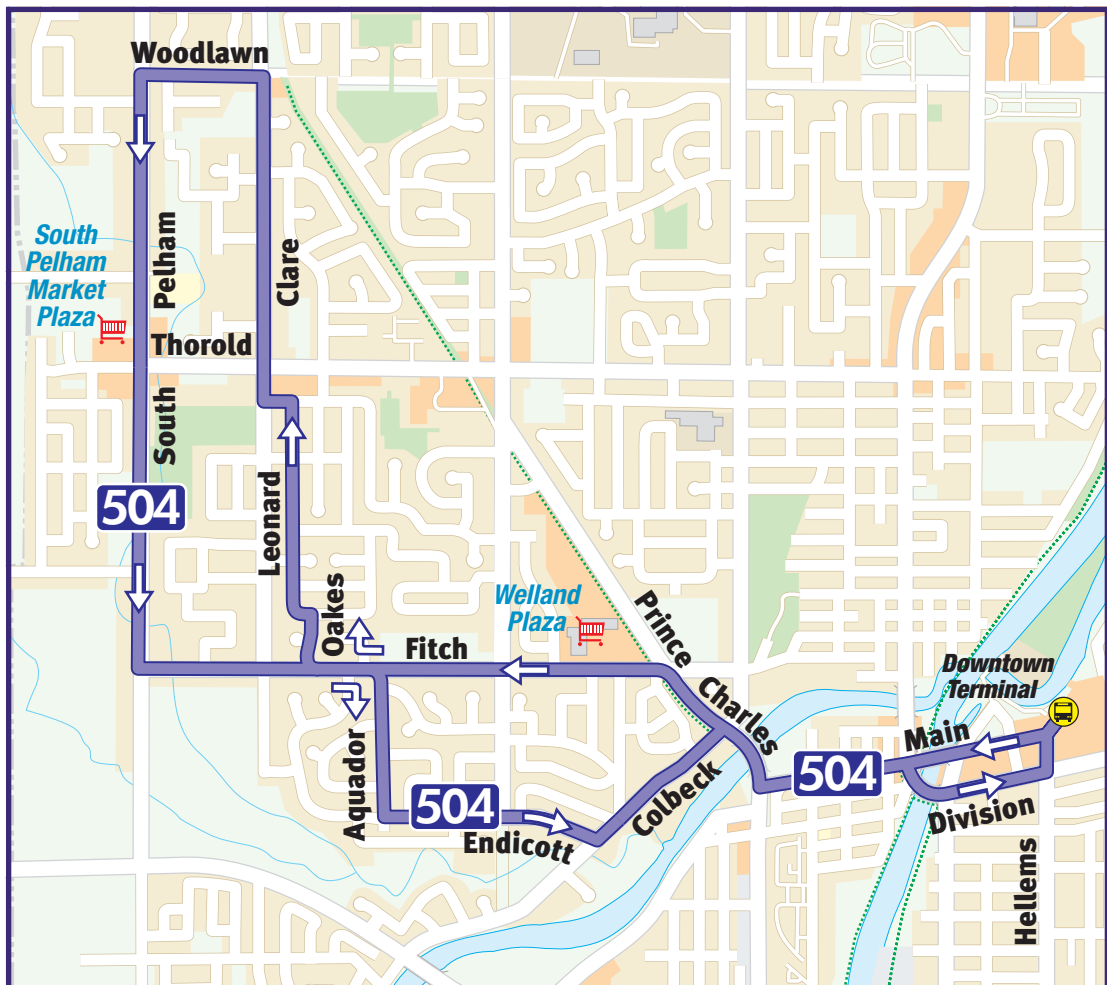 Woodlawn
South
Pelham
Market
Plaza
Pelham
Clare
Thorold
South
504
Leonard
Oakes
Welland
Plaza
Prince
Charles
Fitch
Downtown
Terminal
Main
504
Aquador
504
Colbeck
Endicott
Division
Hellems